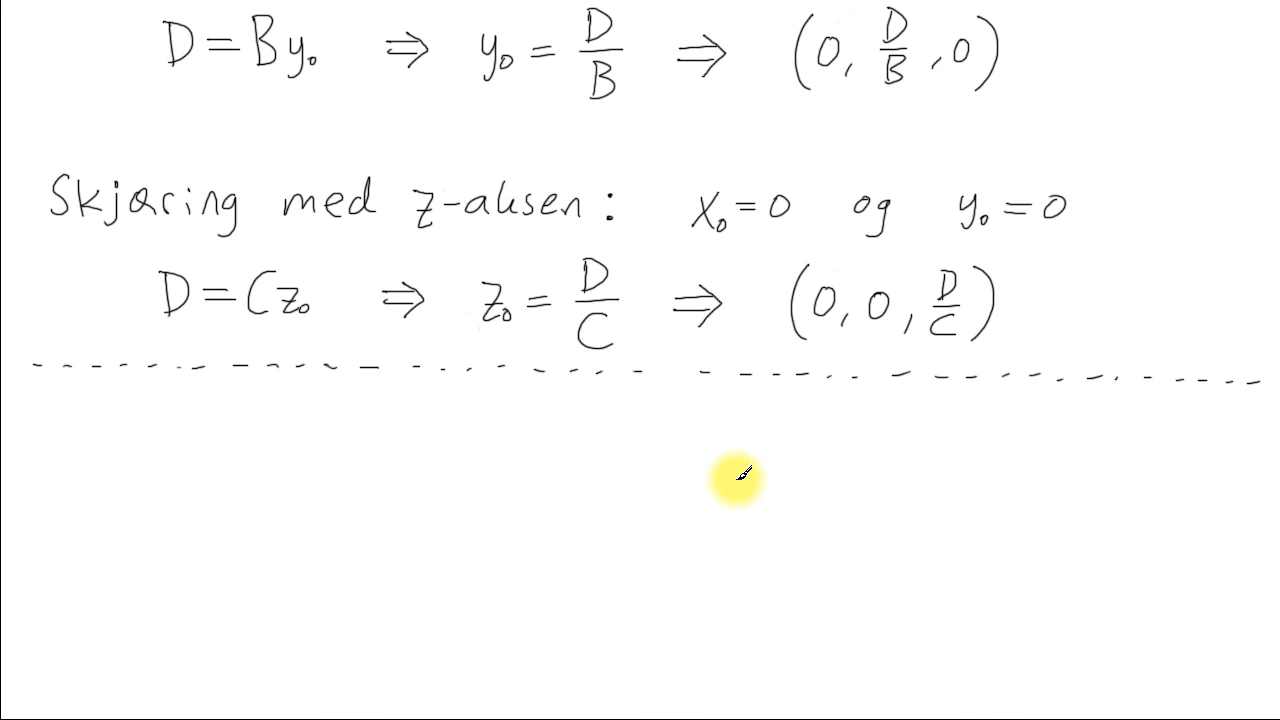 D = By₀ ⇒ y₀ = D/B ⇒ (0, D/B, 0)
Skjæring med z-aksen: x₀ = 0 og y₀ = 0
D = Cz₀ ⇒ z₀ = D/C ⇒ (0, 0, D/C)